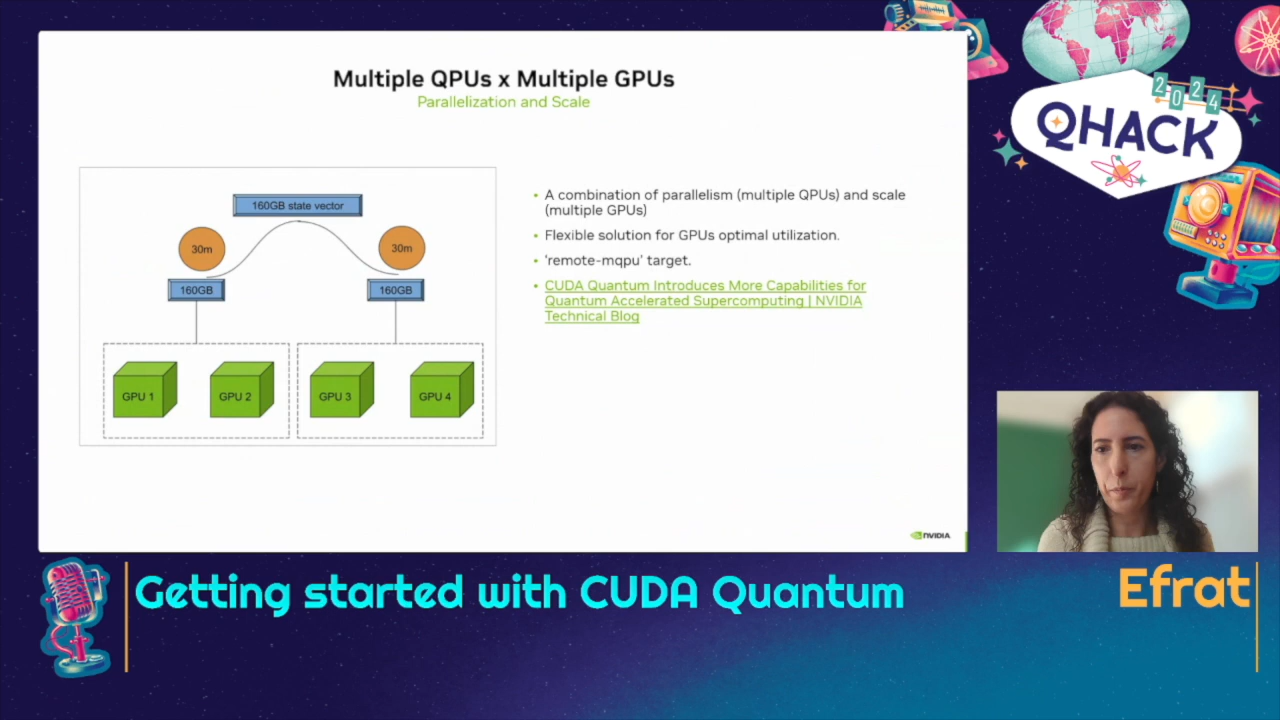 Multiple QPUs x Multiple GPUs
Parallelization and Scale
160GB state vector
30m
30m
160GB
160GB
GPU 1
GPU 2
GPU 3
GPU 4
• A combination of parallelism (multiple QPUs) and scale
(multiple GPUs)
• Flexible solution for GPUs optimal utilization.
• 'remote-mqpu' target.
• CUDA Quantum Introduces More Capabilities for
Quantum Accelerated Supercomputing | NVIDIA
Technical Blog
NVIDIA
2024
QHACK
Getting started with CUDA Quantum
Efrat